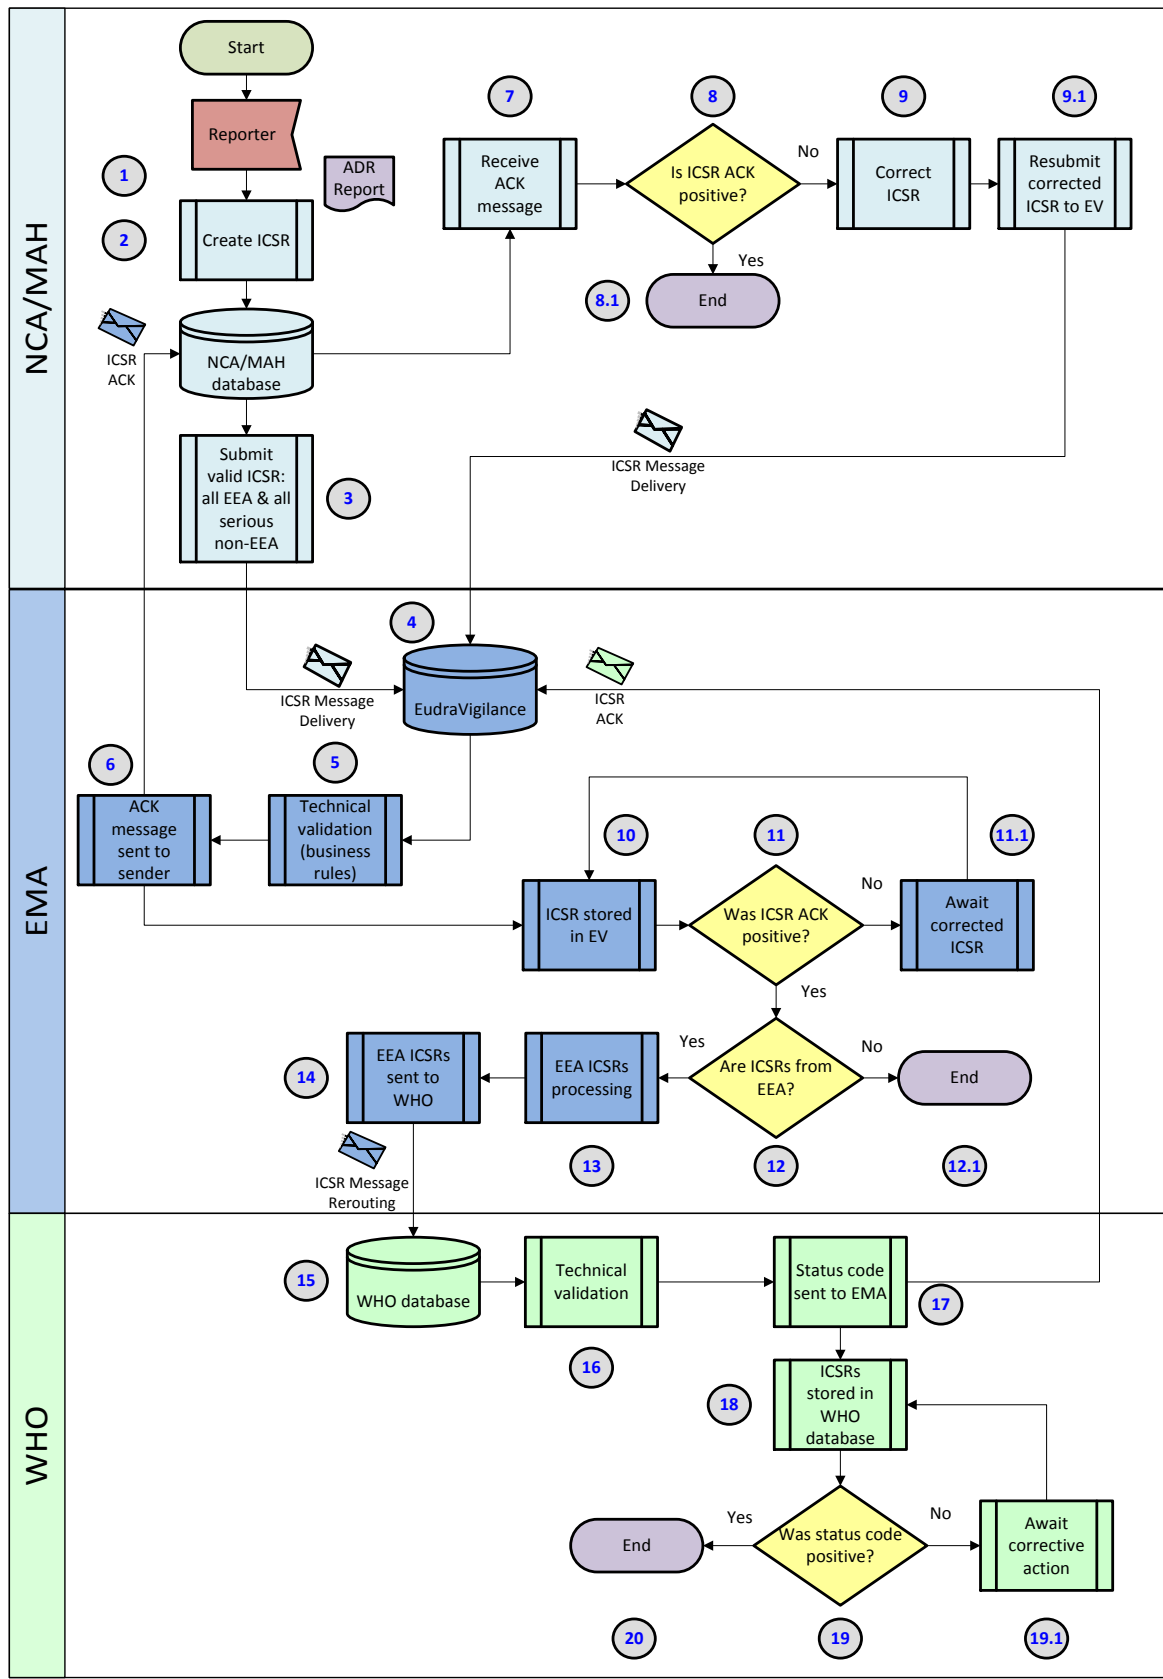 NCA/MAH
Start
Reporter
1
ADR
Report
2
Create ICSR
ICSR
ACK
NCA/MAH
database
Submit
valid ICSR:
all EEA & all
serious
non-EEA
3
7
Receive
ACK
message
8
Is ICSR ACK
positive?
No
Yes
8.1
End
9
Correct
ICSR
9.1
Resubmit
corrected
ICSR to EV
ICSR Message
Delivery
EMA
4
EudraVigilance
ICSR Message
Delivery
ICSR
ACK
5
Technical
validation
(business
rules)
6
ACK
message
sent to
sender
10
ICSR stored
in EV
11
Was ICSR ACK
positive?
No
11.1
Await
corrected
ICSR
Yes
Are ICSRs from
EEA?
12
No
End
12.1
Yes
EEA ICSRs
processing
13
EEA ICSRs
sent to
WHO
14
ICSR Message
Rerouting
WHO
15
WHO database
Technical
validation
16
Status code
sent to EMA
17
18
ICSRs
stored in
WHO
database
Was status code
positive?
19
Yes
End
20
No
Await
corrective
action
19.1